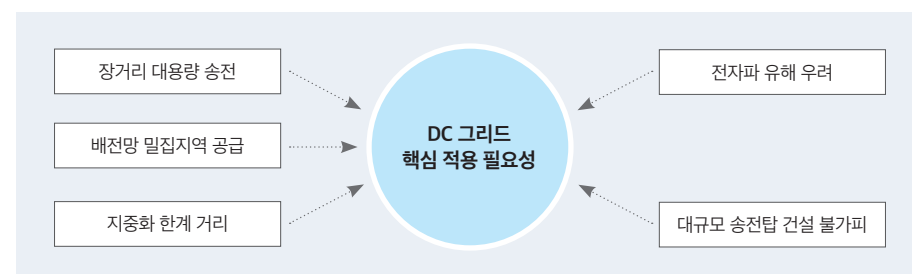 장거리 대용량 송전
배전망 밀집지역 공급
지중화 한계 거리
DC 그리드
핵심 적용 필요성
전자파 유해 우려
대규모 송전탑 건설 불가피